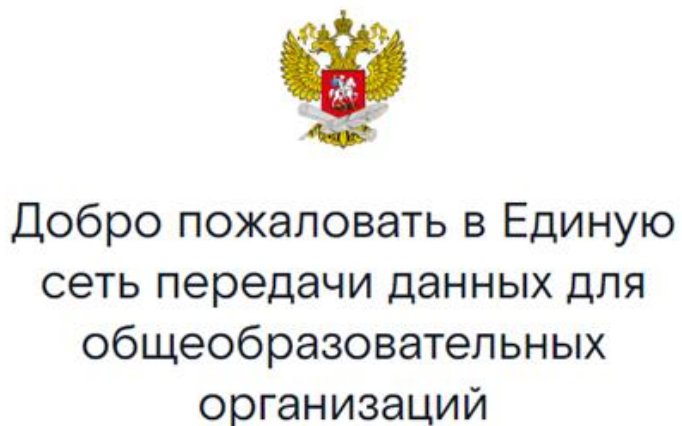 Добро пожаловать в Единую
сеть передачи данных для
общеобразовательных
организаций